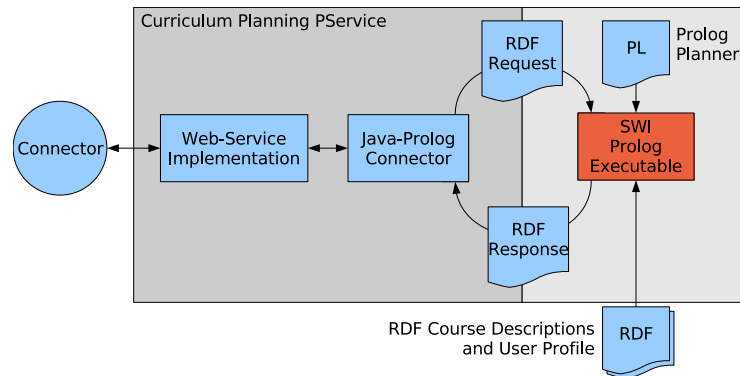 Curriculum Planning PService
RDF
Request
PL
Prolog
Planner
Connector
Web-Service
Implementation
Java-Prolog
Connector
SWI
Prolog
Executable
RDF
Response
RDF Course Descriptions
and User Profile
RDF